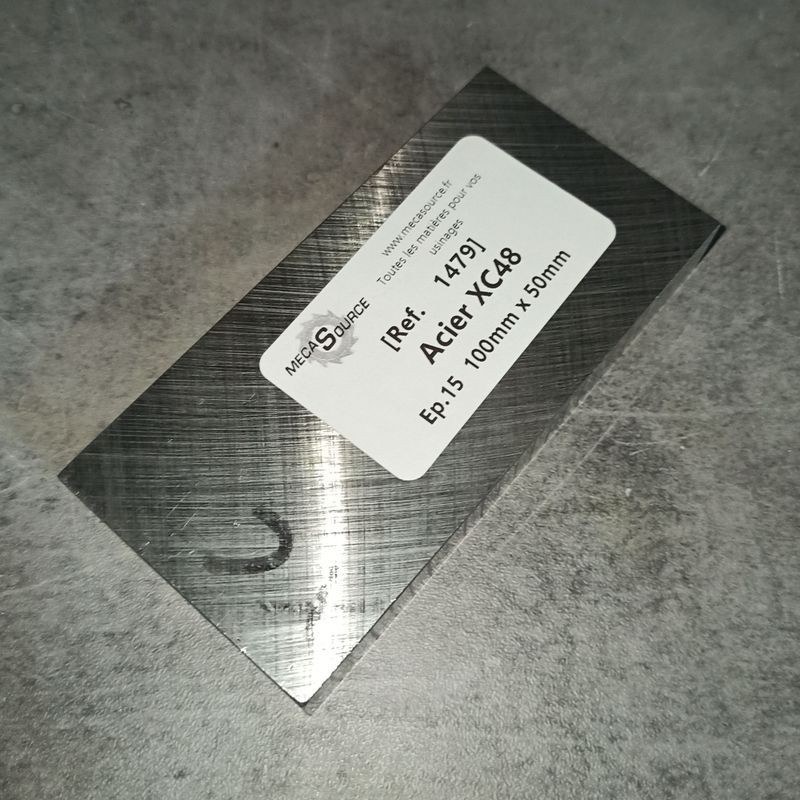 MECASOURCE
www.mecasource.fr
Toutes les matières pour vos
usinages
[Ref. 1479]
Acier XC48
Ep.15 100mm x 50mm
U